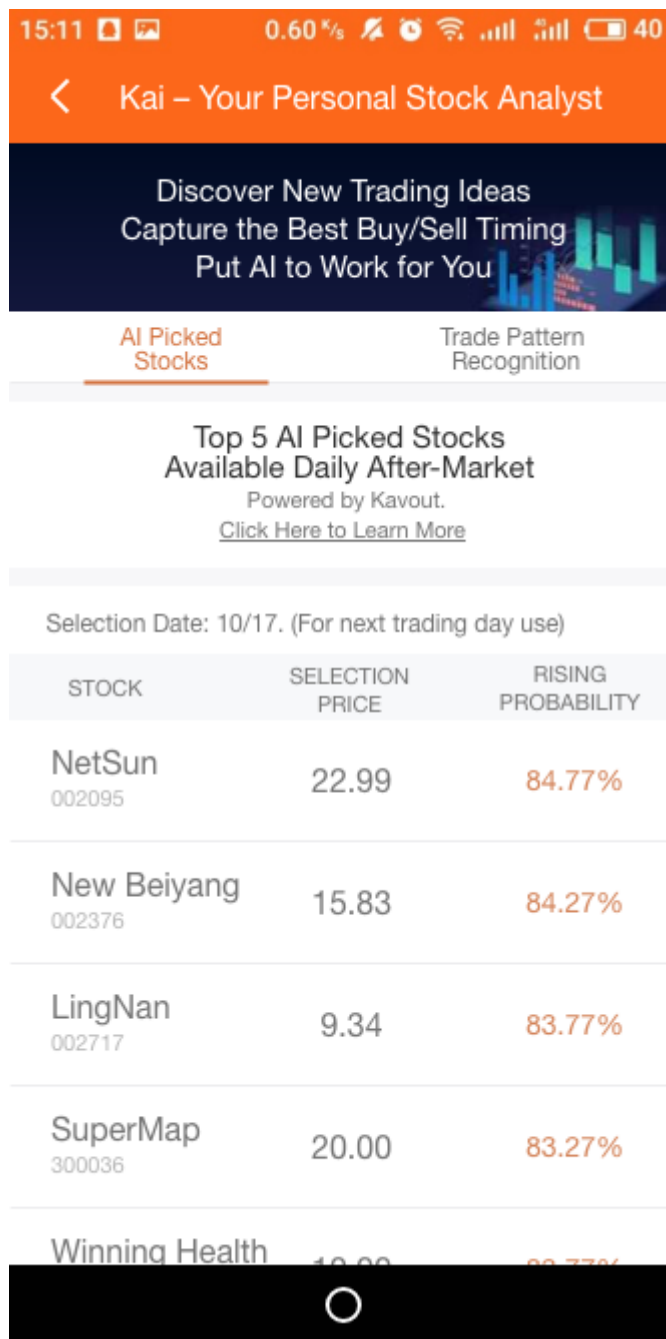 15:11 0.60 K/s 4G 40
Kai – Your Personal Stock Analyst
Discover New Trading Ideas
Capture the Best Buy/Sell Timing
Put AI to Work for You
AI Picked Stocks
Trade Pattern Recognition
Top 5 AI Picked Stocks
Available Daily After-Market
Powered by Kavout.
Click Here to Learn More
Selection Date: 10/17. (For next trading day use)
STOCK SELECTION PRICE RISING PROBABILITY
NetSun 22.99 84.77%
002095
New Beiyang 15.83 84.27%
002376
LingNan 9.34 83.77%
002717
SuperMap 20.00 83.27%
300036
Winning Health